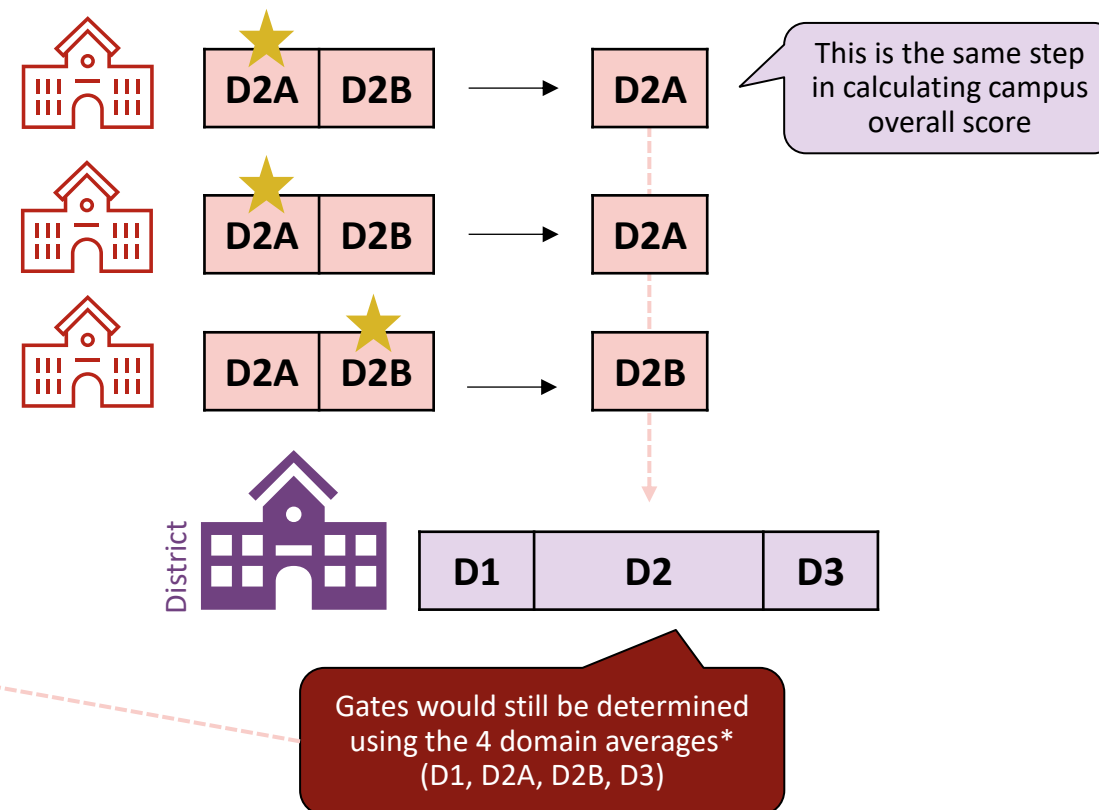 D2A D2B D2A
This is the same step
in calculating campus
overall score
D2A D2B D2A
D2A D2B D2B
District
D1 D2 D3
Gates would still be determined
using the 4 domain averages*
(D1, D2A, D2B, D3)